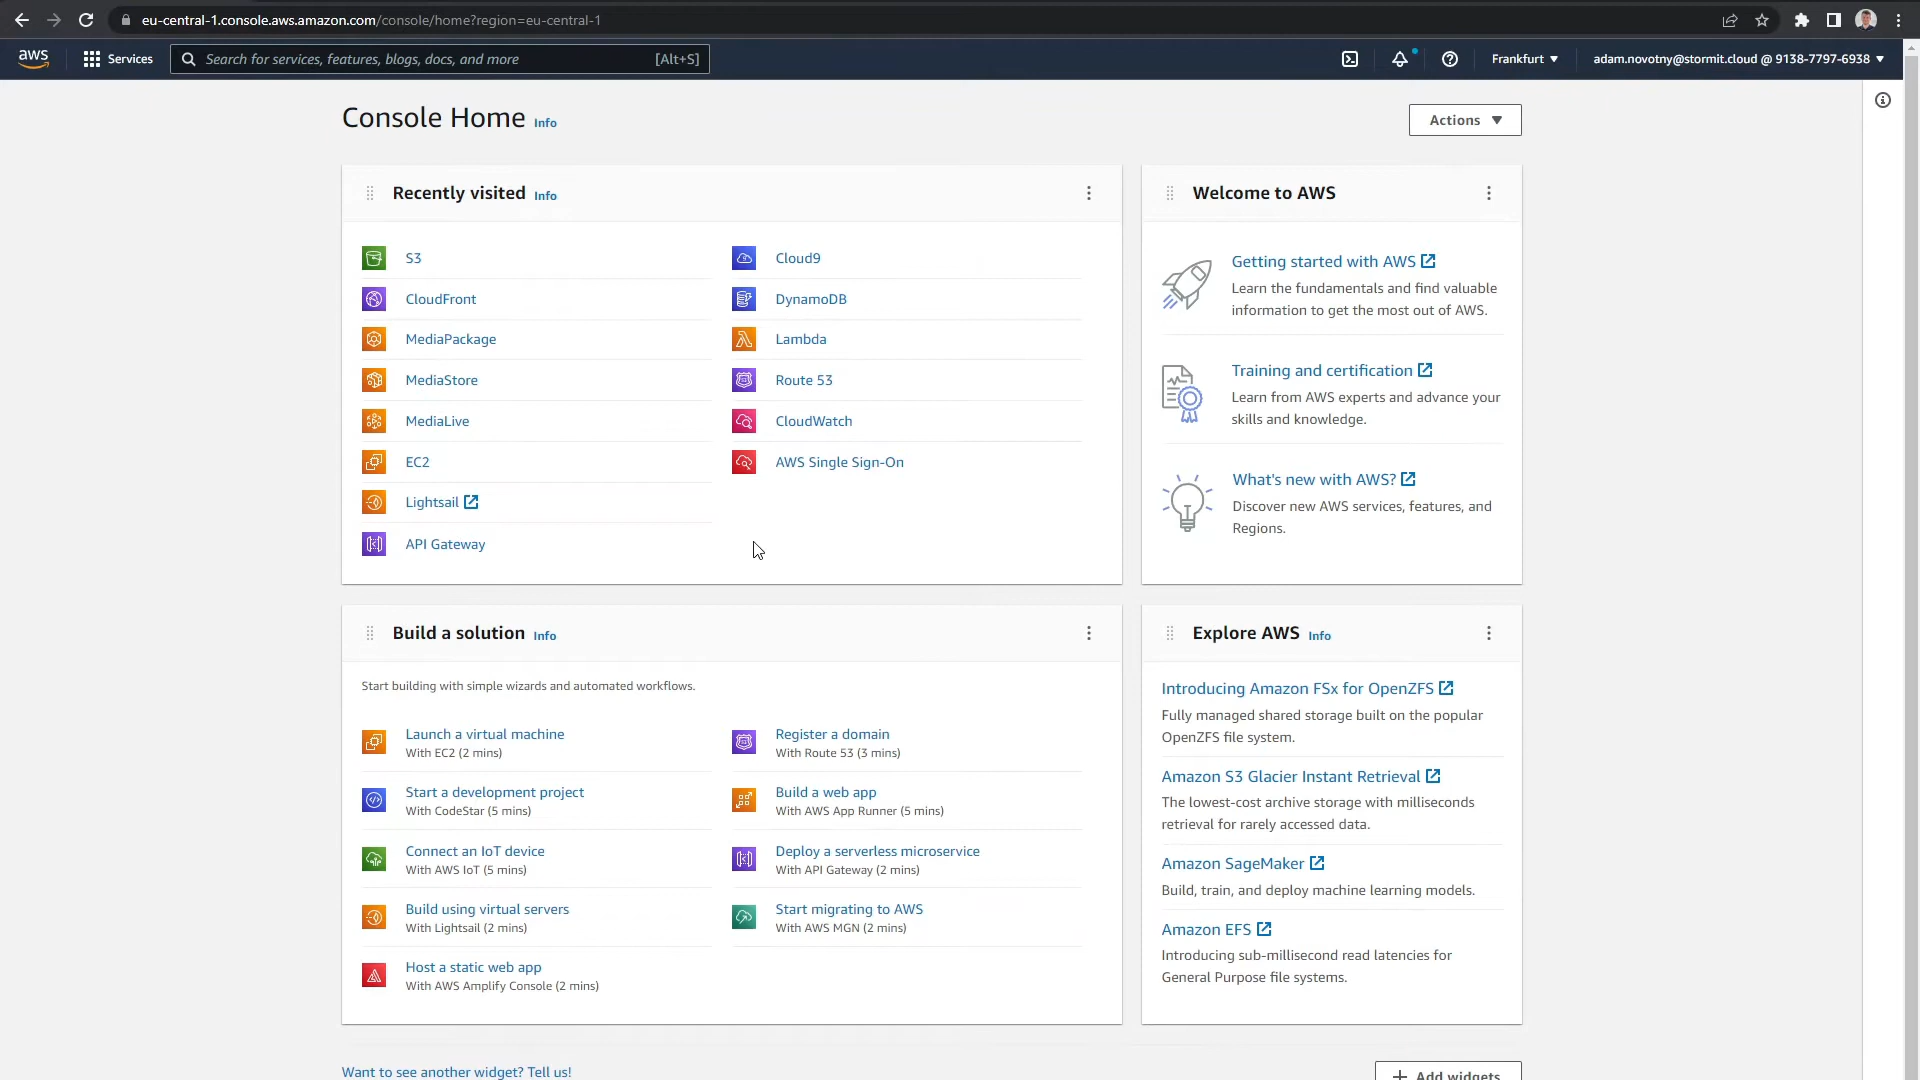 eu-central-1.console.aws.amazon.com/console/home?region=eu-central-1
aws
Services
Search for services, features, blogs, docs, and more
[Alt+S]
Frankfurt
adam.novotny@stormit.cloud @ 9138-7797-6938
Console Home Info
Actions
Recently visited Info
S3
CloudFront
MediaPackage
MediaStore
MediaLive
EC2
Lightsail
API Gateway
Cloud9
DynamoDB
Lambda
Route 53
CloudWatch
AWS Single Sign-On
Welcome to AWS
Getting started with AWS
Learn the fundamentals and find valuable
information to get the most out of AWS.
Training and certification
Learn from AWS experts and advance your
skills and knowledge.
What's new with AWS?
Discover new AWS services, features, and
Regions.
Build a solution Info
Start building with simple wizards and automated workflows.
Launch a virtual machine
With EC2 (2 mins)
Start a development project
With CodeStar (5 mins)
Connect an IoT device
With AWS IoT (5 mins)
Build using virtual servers
With Lightsail (2 mins)
Host a static web app
With AWS Amplify Console (2 mins)
Register a domain
With Route 53 (3 mins)
Build a web app
With AWS App Runner (5 mins)
Deploy a serverless microservice
With API Gateway (2 mins)
Start migrating to AWS
With AWS MGN (2 mins)
Explore AWS Info
Introducing Amazon FSx for OpenZFS
Fully managed shared storage built on the popular
OpenZFS file system.
Amazon S3 Glacier Instant Retrieval
The lowest-cost archive storage with milliseconds
retrieval for rarely accessed data.
Amazon SageMaker
Build, train, and deploy machine learning models.
Amazon EFS
Introducing sub-millisecond read latencies for
General Purpose file systems.
Want to see another widget? Tell us!
Add widgets